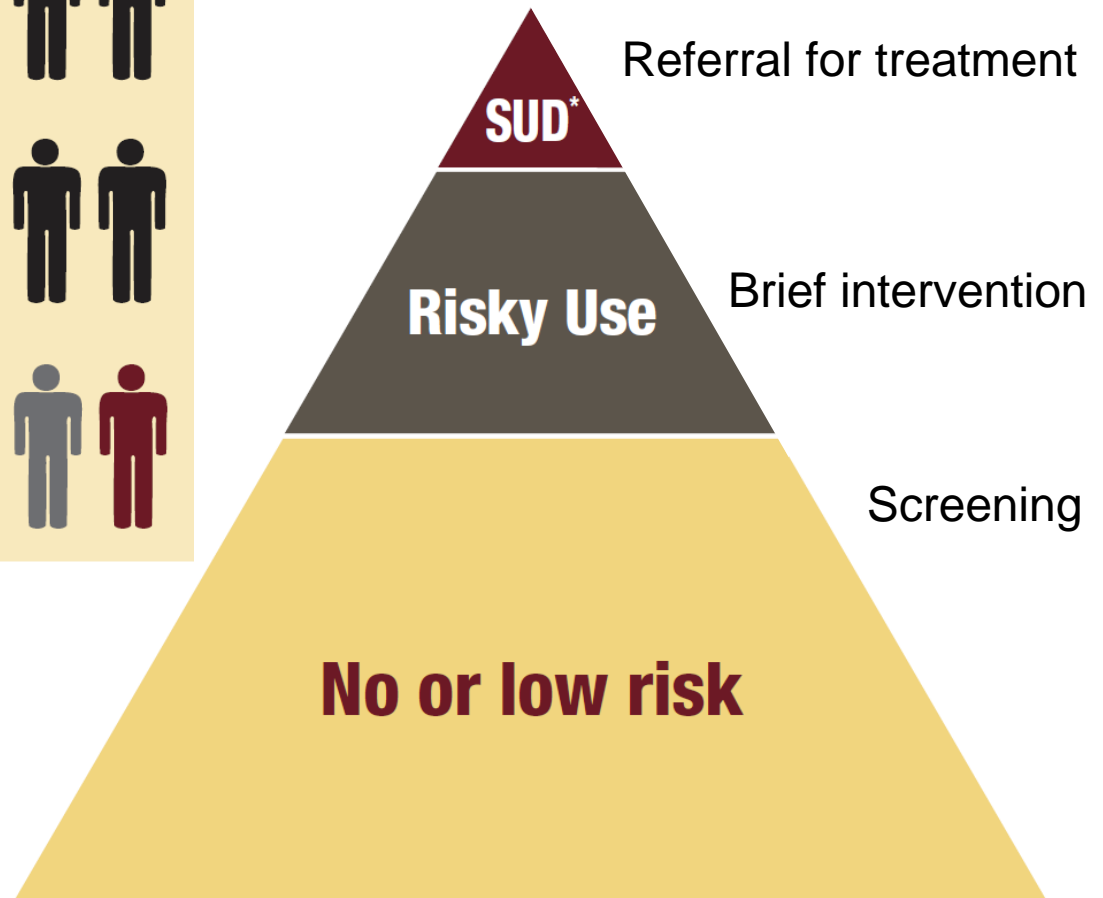 Referral for treatment
SUD*
Risky Use
Brief intervention
Screening
No or low risk